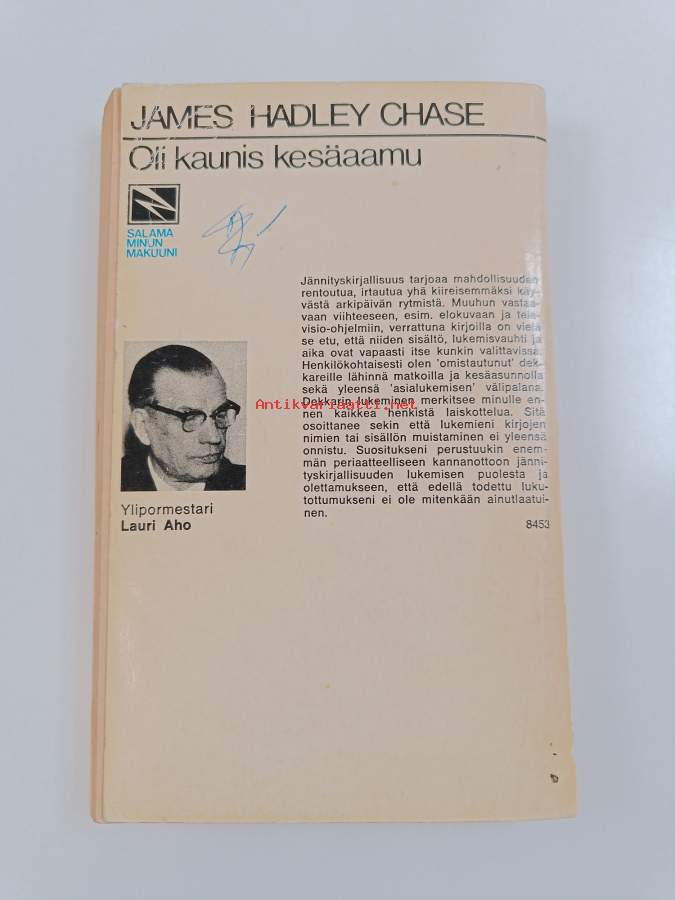 JAMES HADLEY CHASE
Oli kaunis kesäaamu
SALAMA
MINUN
MAKUUNI
Jännityskirjallisuus tarjoaa mahdollisuuden
rentoutua, irtautua yhä kiireisemmäksi käy-
västä arkipäivän rytmistä. Muuhun vastaa-
vaan viihteeseen, esim. elokuvaan ja tele-
visio-ohjelmiin, verrattuna kirjoilla on vielä
se etu, että niiden sisältö, lukemisvauhti ja
aika ovat vapaasti itse kunkin valittavissa.
Henkilökohtaisesti olen 'omistautunut' dek-
kareille lähinnä matkoilla ja kesäasunnolla
sekä yleensä 'asialukemisen' välipalana.
Dekkarin lukeminen merkitsee minulle en-
nen kaikkea henkistä laiskottelua. Sitä
osoittanee sekin että lukemieni kirjojen
nimien tai sisällön muistaminen ei yleensä
onnistu. Suositukseni perustuukin enem-
män periaatteelliseen kannanottoon jänni-
tyskirjallisuuden lukemisen puolesta ja
olettamukseen, että edellä todettu luku-
tottumukseni ei ole mitenkään ainutlaatui-
nen.
8453
Ylipormestari
Lauri Aho
Antikvariaatti.net